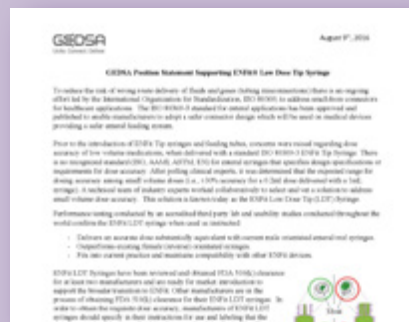 GEDSA
August 9th, 2016
GEDSA Position Statement Supporting ENFit® Low Dose Tip Syringe
To reduce the risk of wrong route delivery of fluids and gases (tubing misconnections) there is an ongoing
effort led by the International Organization for Standardization, ISO 80369, to address small-bore connectors
for healthcare applications. The ISO 80369-3 standard for enteral applications has been approved and
published to enable manufacturers to adopt a safer connector design which will be used on medical devices
providing a safer enteral feeding system.
Prior to the introduction of ENFit Tip syringes and feeding tubes, concerns were raised regarding dose
accuracy of low volume medications, when delivered with a standard ISO 80369-3 ENFit Tip Syringe. There
is no recognized standard (ISO, AAMI, ASTM, EN) for enteral syringes that specifies design specifications or
requirements for dose accuracy. After polling clinical experts, it was determined that the expected range for
dosing accuracy among small volume doses (i.e., +10% accuracy for a 0.2ml dose delivered with a 1mL
syringe). A technical team of industry experts worked collaboratively to select and vet a solution to address
small volume dose accuracy. This solution is known today as the ENFit Low Dose Tip (LDT) Syringe.
Performance testing conducted by an accredited third party lab and usability studies conducted throughout the
world confirm the ENFit LDT syringe when used as instructed:
- Delivers an accurate dose substantially equivalent with current male orientated enteral/oral syringes.
- Outperforms existing female (reverse) orientated syringes.
- Fits into current practice and maintains compatibility with other ENFit devices.
ENFit LDT Syringes have been reviewed and obtained FDA 510(k) clearance
for at least two manufacturers and are ready for market introduction to
support the broader transition to ENFit. Other manufacturers are in the
process of obtaining FDA 510(k) clearance for their ENFit LDT syringes. In
order to obtain the requisite dose accuracy, manufacturers of ENFit LDT
syringes should specify in their instructions for use and labeling that the